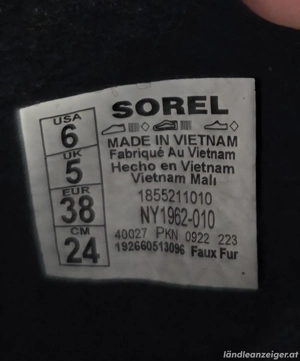 USA
6
UK
5
EUR
38
CM
24
SOREL
MADE IN VIETNAM
Fabriqué Au Vietnam
Hecho en Vietnam
Vietnam Malı
1855211010
NY1962-010
40027 PKN 0922 223
192660513096 Faux Fur
ländleanzeiger.at